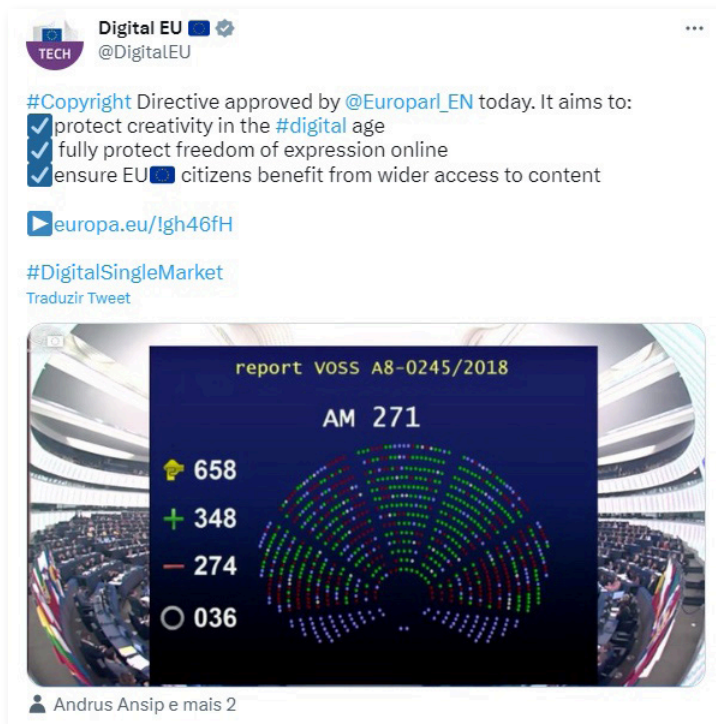 Digital EU 🇪🇺
TECH
@DigitalEU
#Copyright Directive approved by @Europarl_EN today. It aims to:
☑protect creativity in the #digital age
☑ fully protect freedom of expression online
☑ensure EU🇪🇺 citizens benefit from wider access to content
▶europa.eu/!gh46fH
#DigitalSingleMarket
Traduzir Tweet
report VOSS A8-0245/2018
AM 271
658
+ 348
− 274
036
Andrus Ansip e mais 2